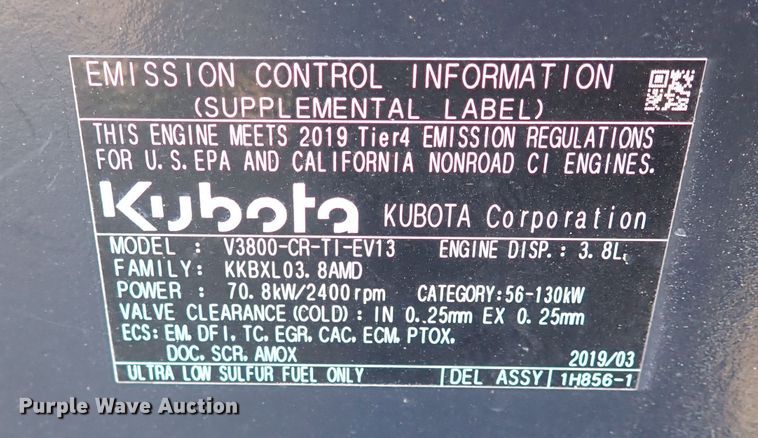 EMISSION CONTROL INFORMATION
(SUPPLEMENTAL LABEL)
THIS ENGINE MEETS 2019 Tier4 EMISSION REGULATIONS
FOR U.S.EPA AND CALIFORNIA NONROAD CI ENGINES.
Kubota KUBOTA Corporation
MODEL : V3800-CR-TI-EV13 ENGINE DISP.: 3.8L
FAMILY: KKBXL03.8AMD
POWER : 70.8kW/2400rpm CATEGORY:56-130kW
VALVE CLEARANCE(COLD): IN 0.25mm EX 0.25mm
ECS: EM, DFI, TC, EGR, CAC, ECM, PTOX,
DOC, SCR, AMOX 2019/03
ULTRA LOW SULFUR FUEL ONLY DEL ASSY 1H856-1
Purple Wave Auction